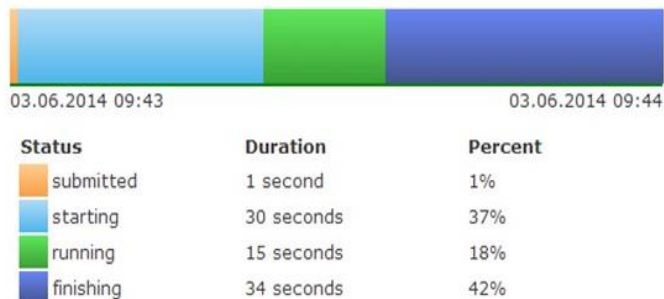 03.06.2014 09:43 03.06.2014 09:44
Status Duration Percent
submitted 1 second 1%
starting 30 seconds 37%
running 15 seconds 18%
finishing 34 seconds 42%